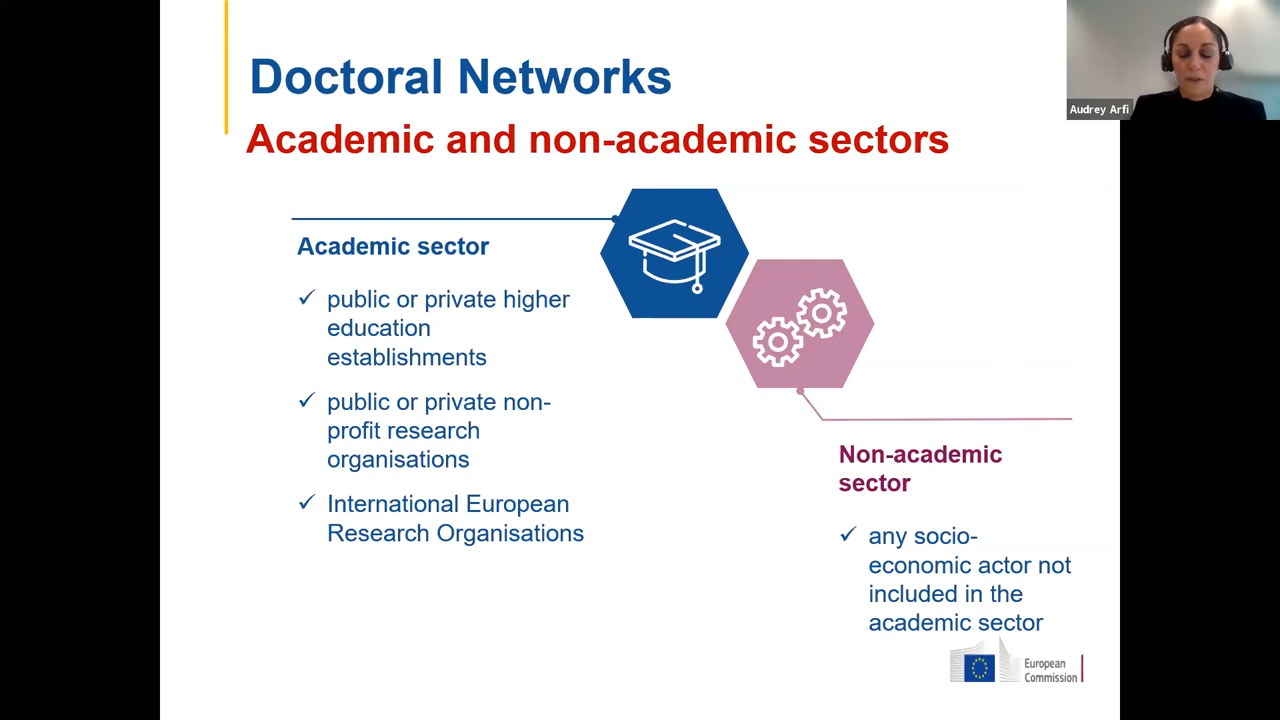 Doctoral Networks
Academic and non-academic sectors
Audrey Arfi
Academic sector
✓ public or private higher
education
establishments
✓ public or private non-
profit research
organisations
✓ International European
Research Organisations
Non-academic
sector
✓ any socio-
economic actor not
included in the
academic sector
European
Commission